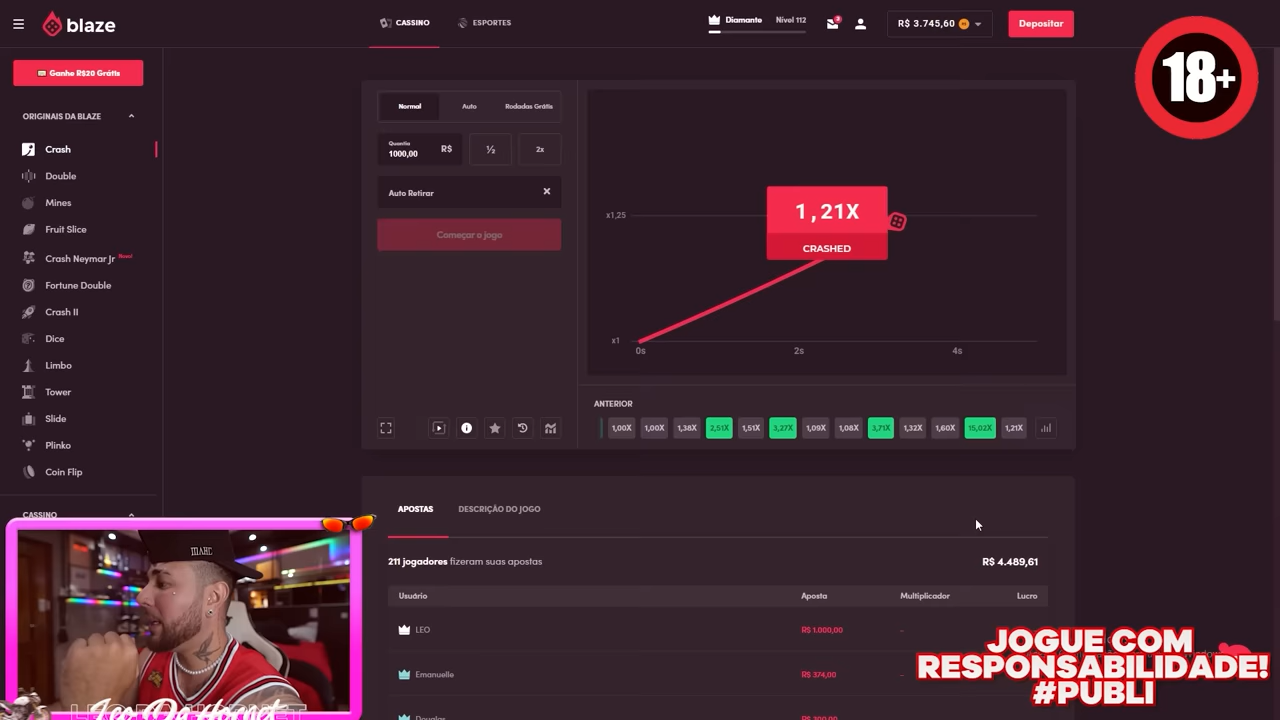 blaze
CASSINO
ESPORTES
Diamante Nível 112
R$ 3.745,60
Depositar
18+
Ganhe R$20 Grátis
ORIGINAIS DA BLAZE
Crash
Double
Mines
Fruit Slice
Crash Neymar Jr Novo!
Fortune Double
Crash II
Dice
Limbo
Tower
Slide
Plinko
Coin Flip
CASSINO
Normal
Auto
Rodadas Grátis
Quantia
1000,00
R$
½
2x
Auto Retirar
Começar o jogo
x1,25
1,21X
CRASHED
x1
0s
2s
4s
ANTERIOR
1,00X 1,00X 1,38X 2,51X 1,51X 3,27X 1,09X 1,08X 3,71X 1,32X 1,60X 15,02X 1,21X
APOSTAS
DESCRIÇÃO DO JOGO
211 jogadores fizeram suas apostas
R$ 4.489,61
Usuário Aposta Multiplicador Lucro
LEO R$ 1.000,00 -
Emanuelle R$ 374,00 -
JOGUE COM
RESPONSABILIDADE!
#PUBLI